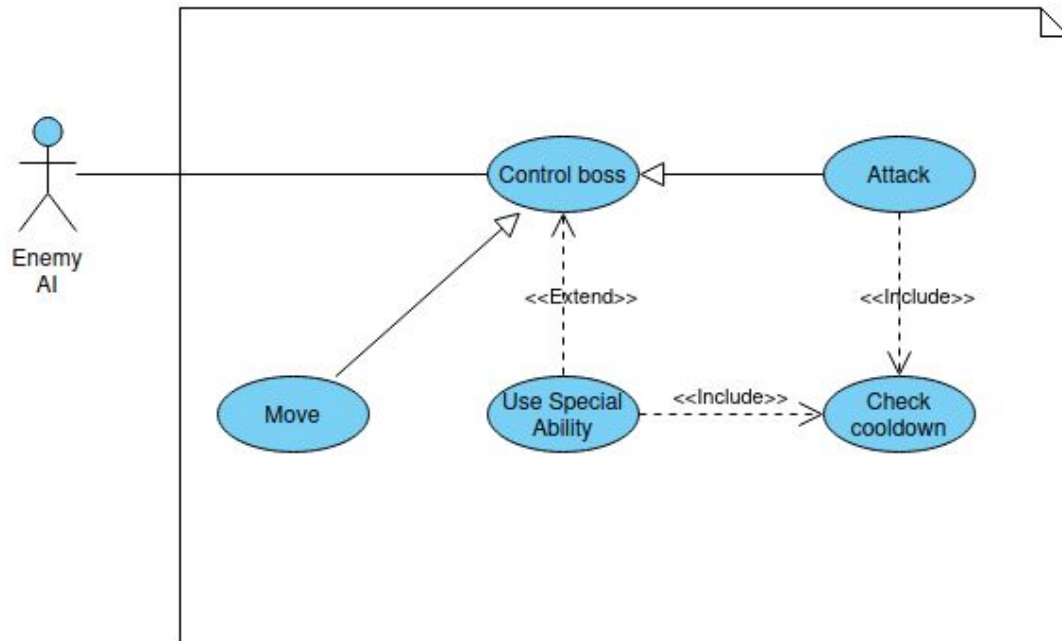 Control boss
Attack
Enemy
AI
<<Extend>>
<<Include>>
Move
Use Special
Ability
<<Include>>
Check
cooldown